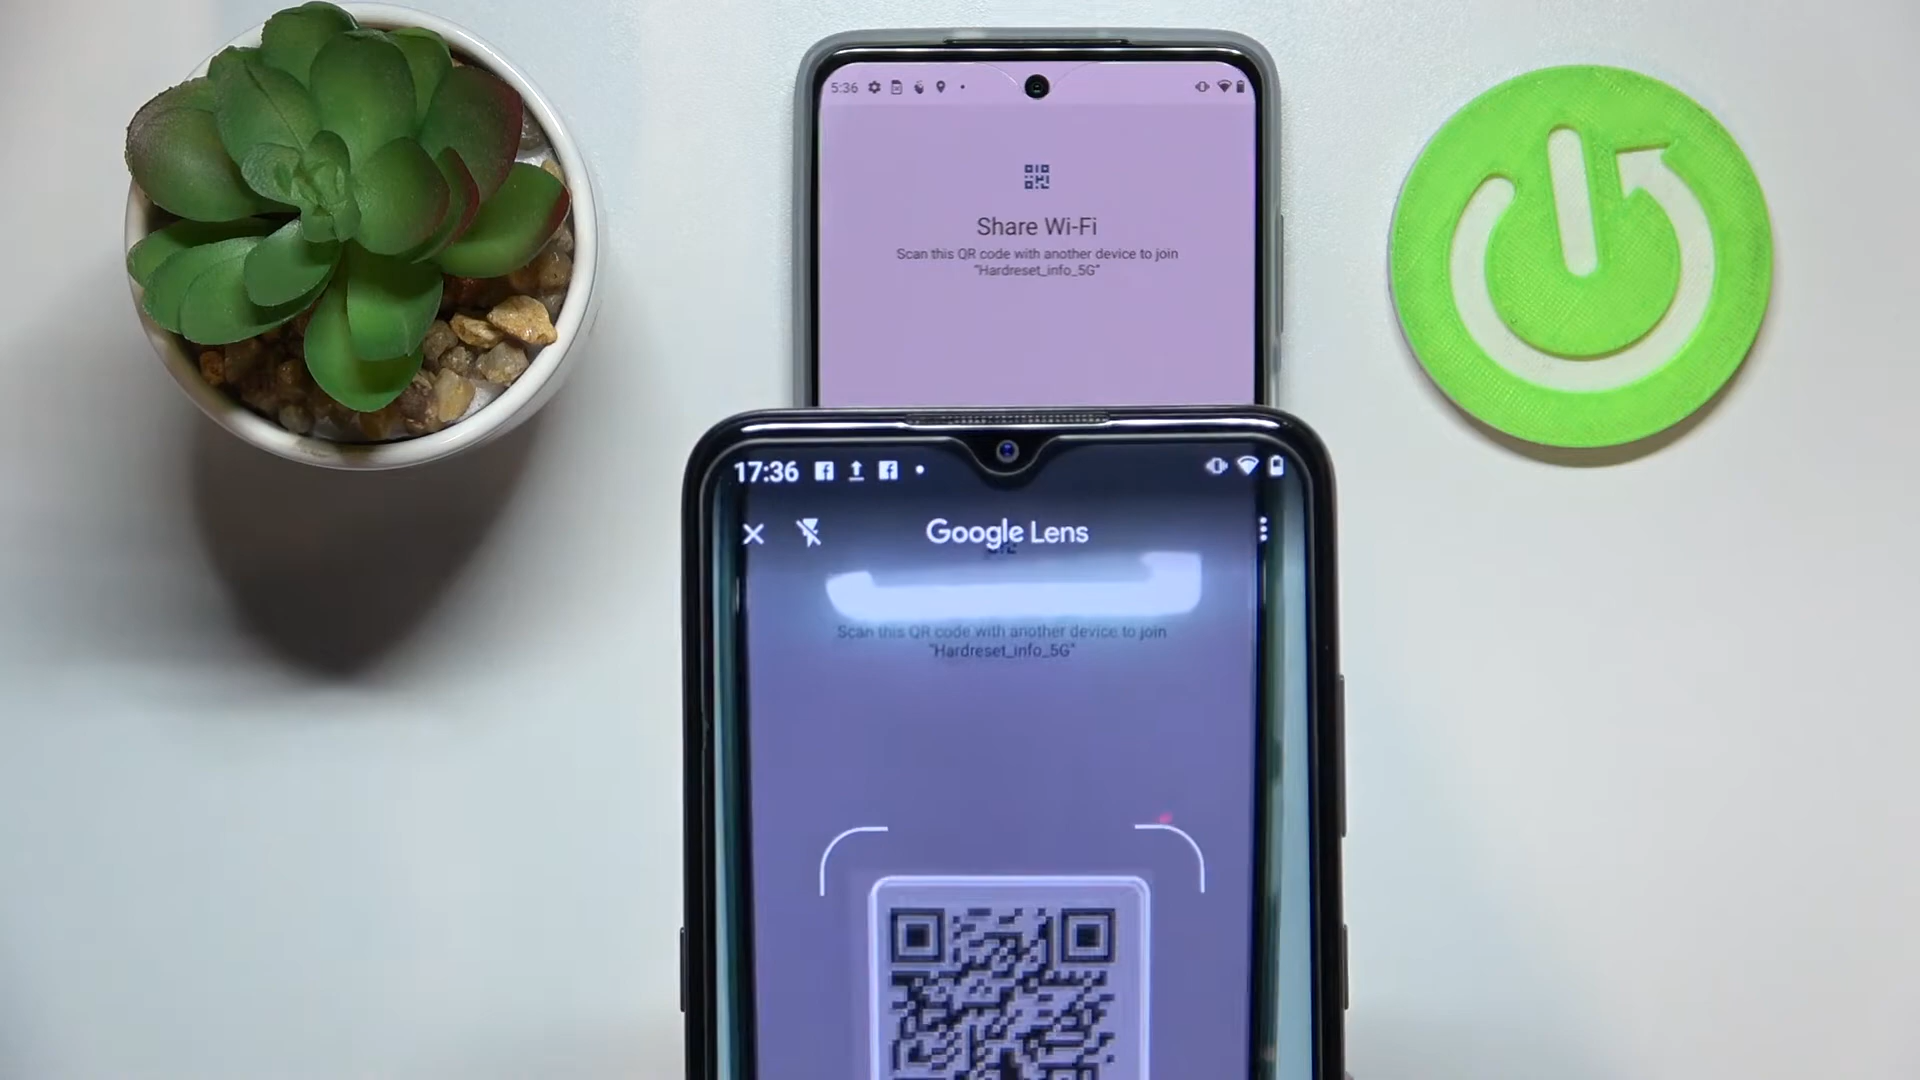 5:36
Share Wi-Fi
Scan this QR code with another device to join
"Hardreset_info_5G"
17:36
Google Lens
Scan this QR code with another device to join
"Hardreset_info_5G"